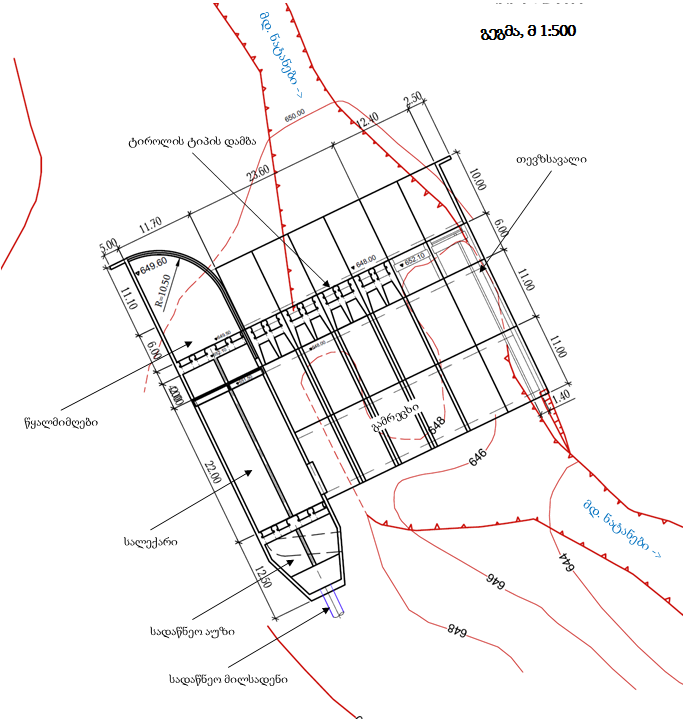 გეგმა, მ 1:500
მდ. ნატანები ->
650.00
2.50
12.40
ტიროლის ტიპის დამბა
თევზსავალი
23.60
10.00
11.70
5.00
649.60
R=10.50
648.00
652.10
6.00
11.00
11.10
6.00
11.00
წყალმიმღები
გამრეცხი
1.40
648
646
22.00
სალექარი
მდ. ნატანები ->
12.50
646
644
648
სადაწნეო აუზი
სადაწნეო მილსადენი